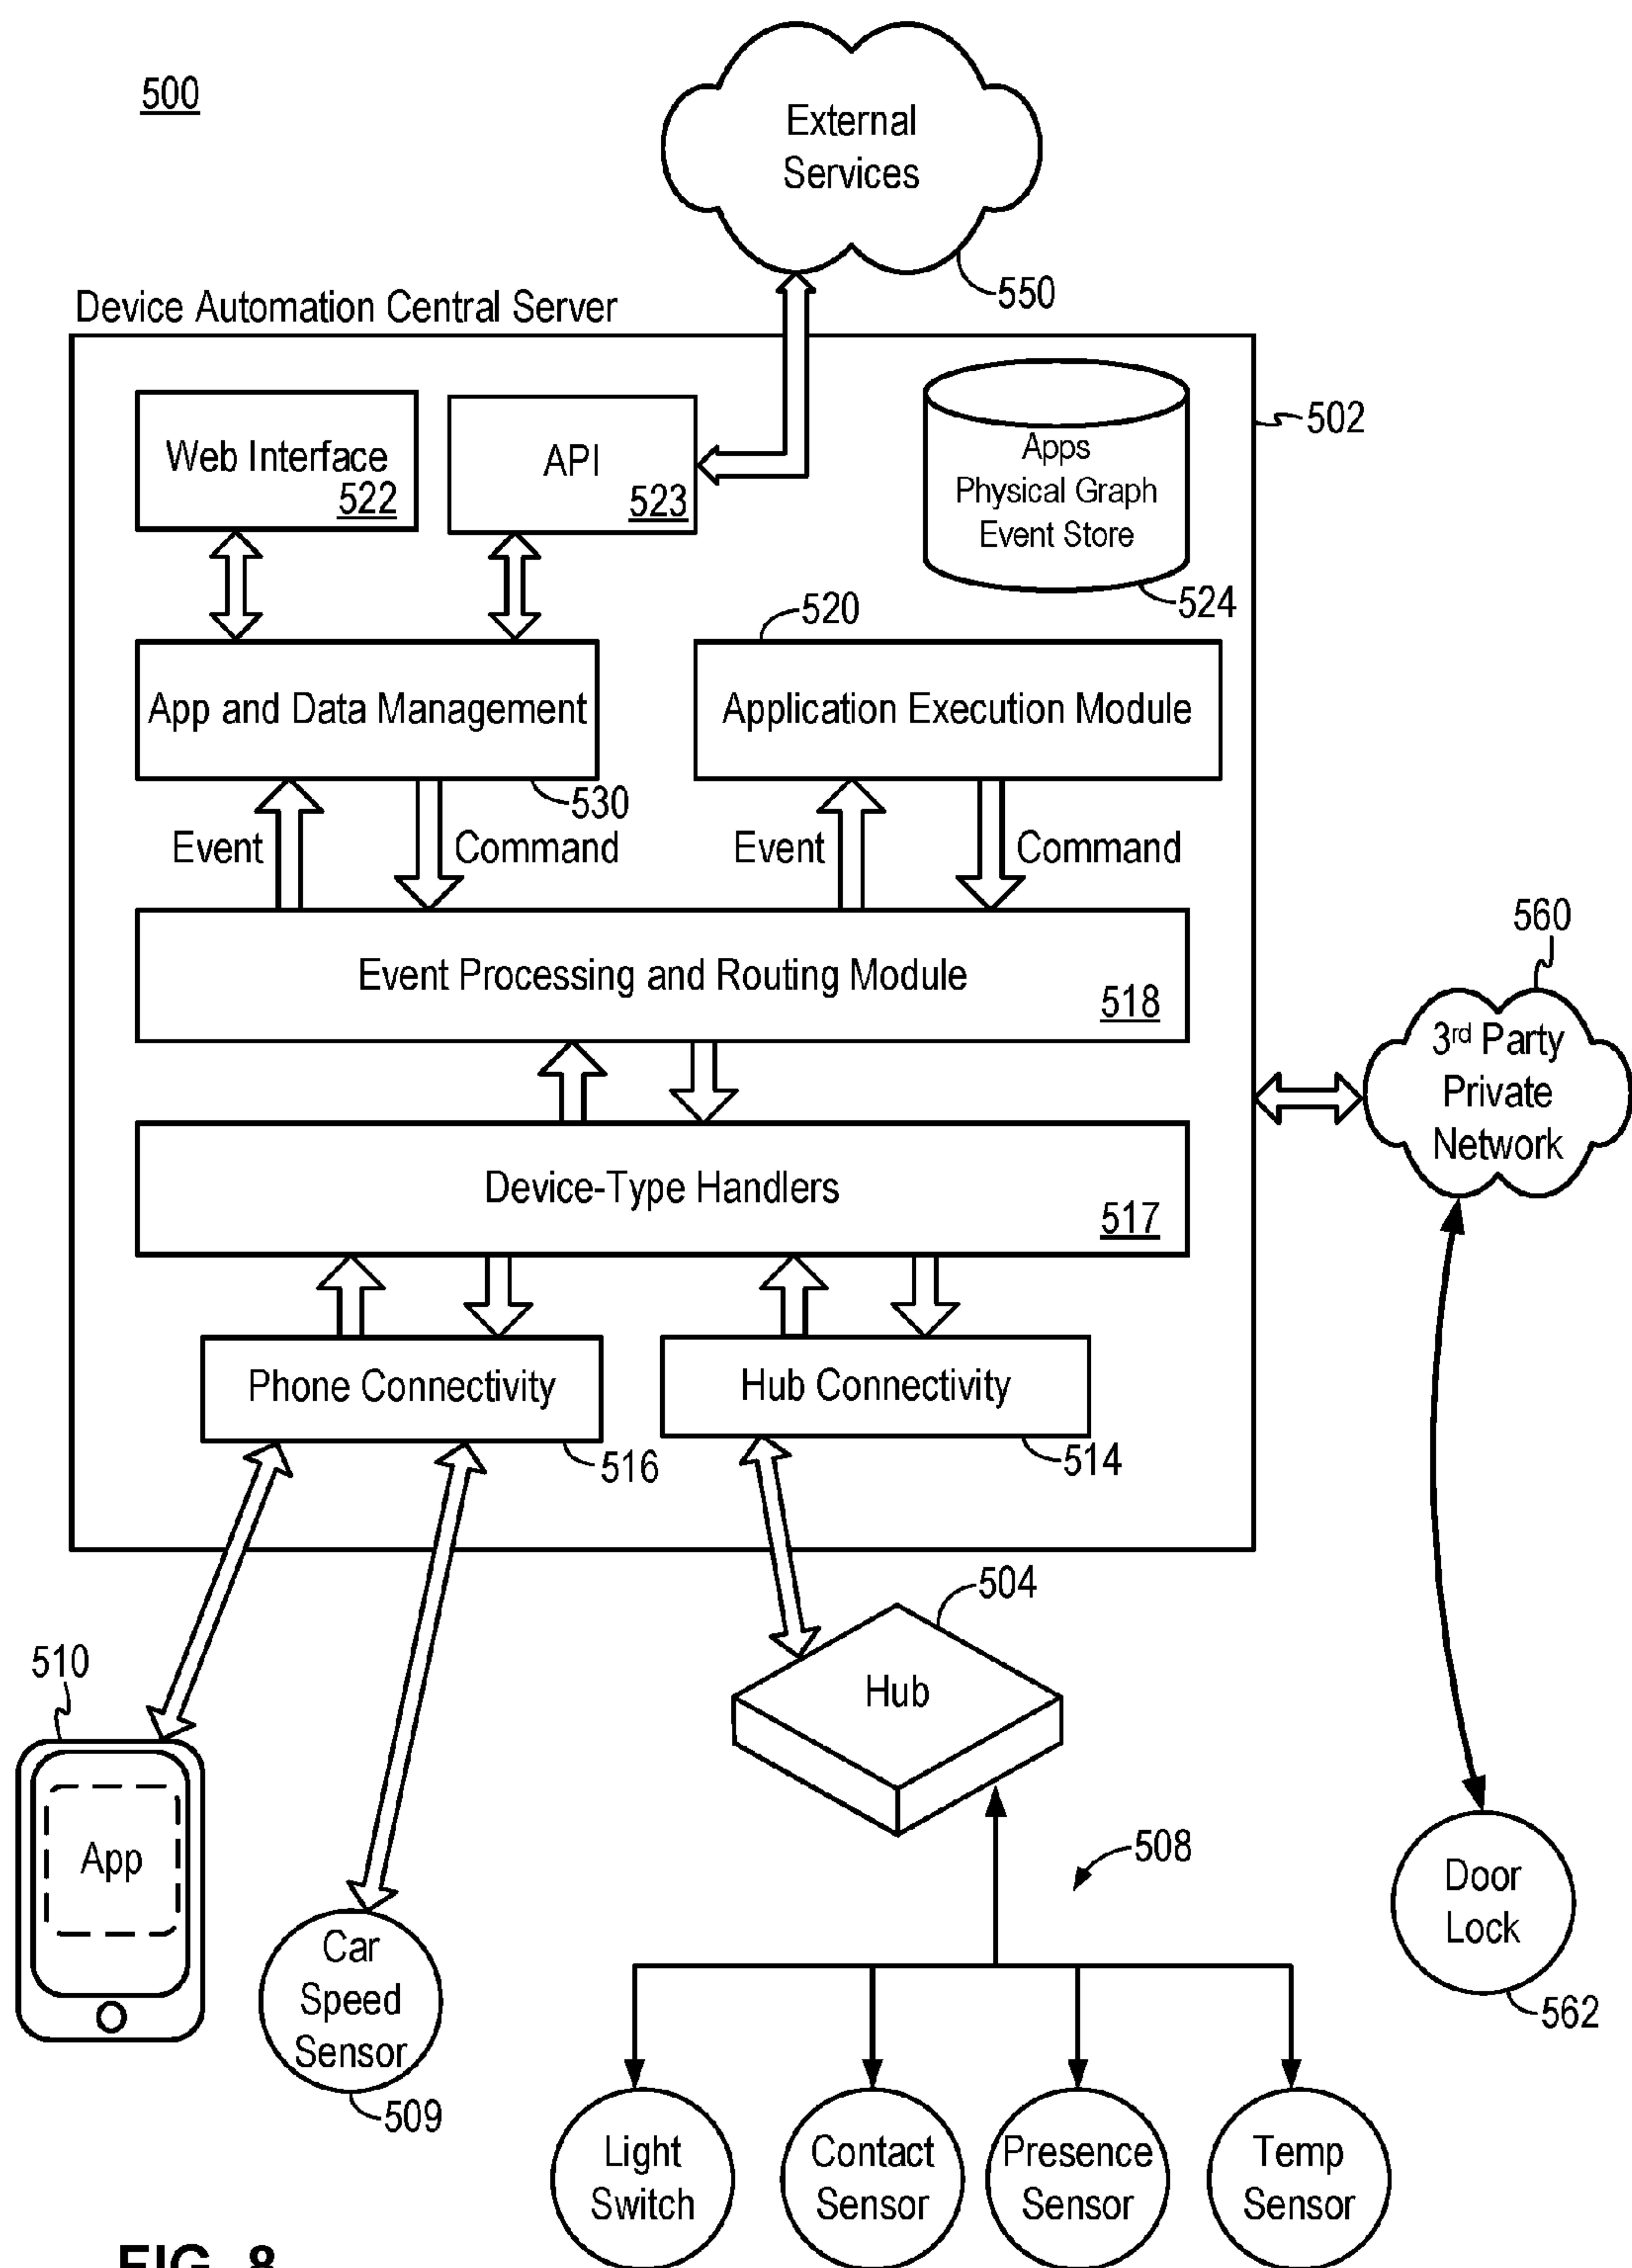 500
External
Services
550
Device Automation Central Server
502
Web Interface
522
API
523
Apps
Physical Graph
Event Store
524
520
App and Data Management
530
Application Execution Module
Event
Command
Event
Command
Event Processing and Routing Module
518
560
3rd Party
Private
Network
Device-Type Handlers
517
Phone Connectivity
516
Hub Connectivity
514
504
Hub
510
App
508
Car
Speed
Sensor
509
Door
Lock
562
Light
Switch
Contact
Sensor
Presence
Sensor
Temp
Sensor
FIG. 8